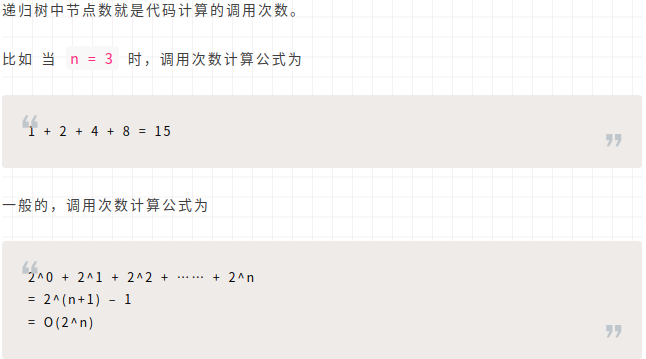 递归树中节点数就是代码计算的调用次数。
比如 当 n = 3 时，调用次数计算公式为
1 + 2 + 4 + 8 = 15
一般的，调用次数计算公式为
2^0 + 2^1 + 2^2 + …… + 2^n
= 2^(n+1) - 1
= O(2^n)